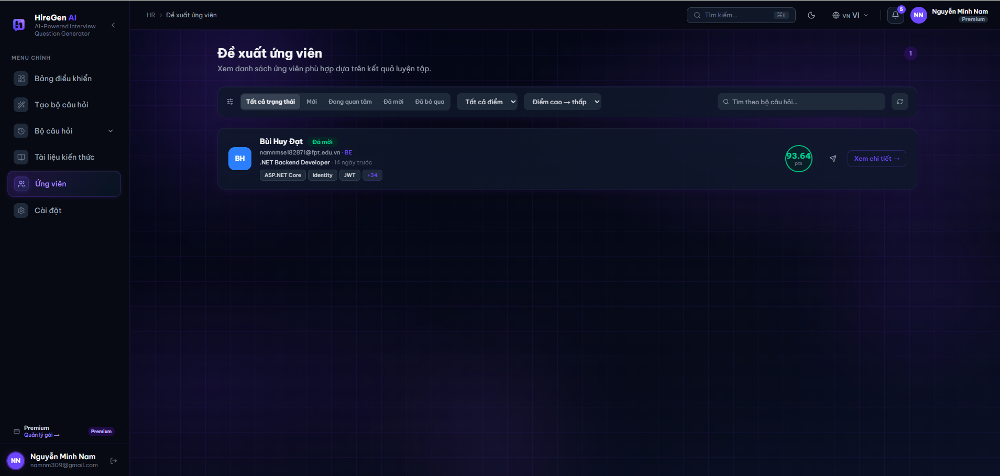 HireGen AI
AI-Powered Interview
Question Generator
MENU CHÍNH
Bảng điều khiển
Tạo bộ câu hỏi
Bộ câu hỏi
Tài liệu kiến thức
Ứng viên
Cài đặt
Premium
Quản lý gói →
Premium
NN
Nguyễn Minh Nam
namnm309@gmail.com
HR > Đề xuất ứng viên
Tìm kiếm...
⌘K
VN VI
5
NN
Nguyễn Minh Nam
Premium
Đề xuất ứng viên
1
Xem danh sách ứng viên phù hợp dựa trên kết quả luyện tập.
Tất cả trạng thái
Mới
Đang quan tâm
Đã mời
Đã bỏ qua
Tất cả điểm
Điểm cao → thấp
Tìm theo bộ câu hỏi...
BH
Bùi Huy Đạt
Đã mời
namnmse182871@fpt.edu.vn · BE
.NET Backend Developer · 14 ngày trước
ASP.NET Core
Identity
JWT
+34
93.64
pts
Xem chi tiết →